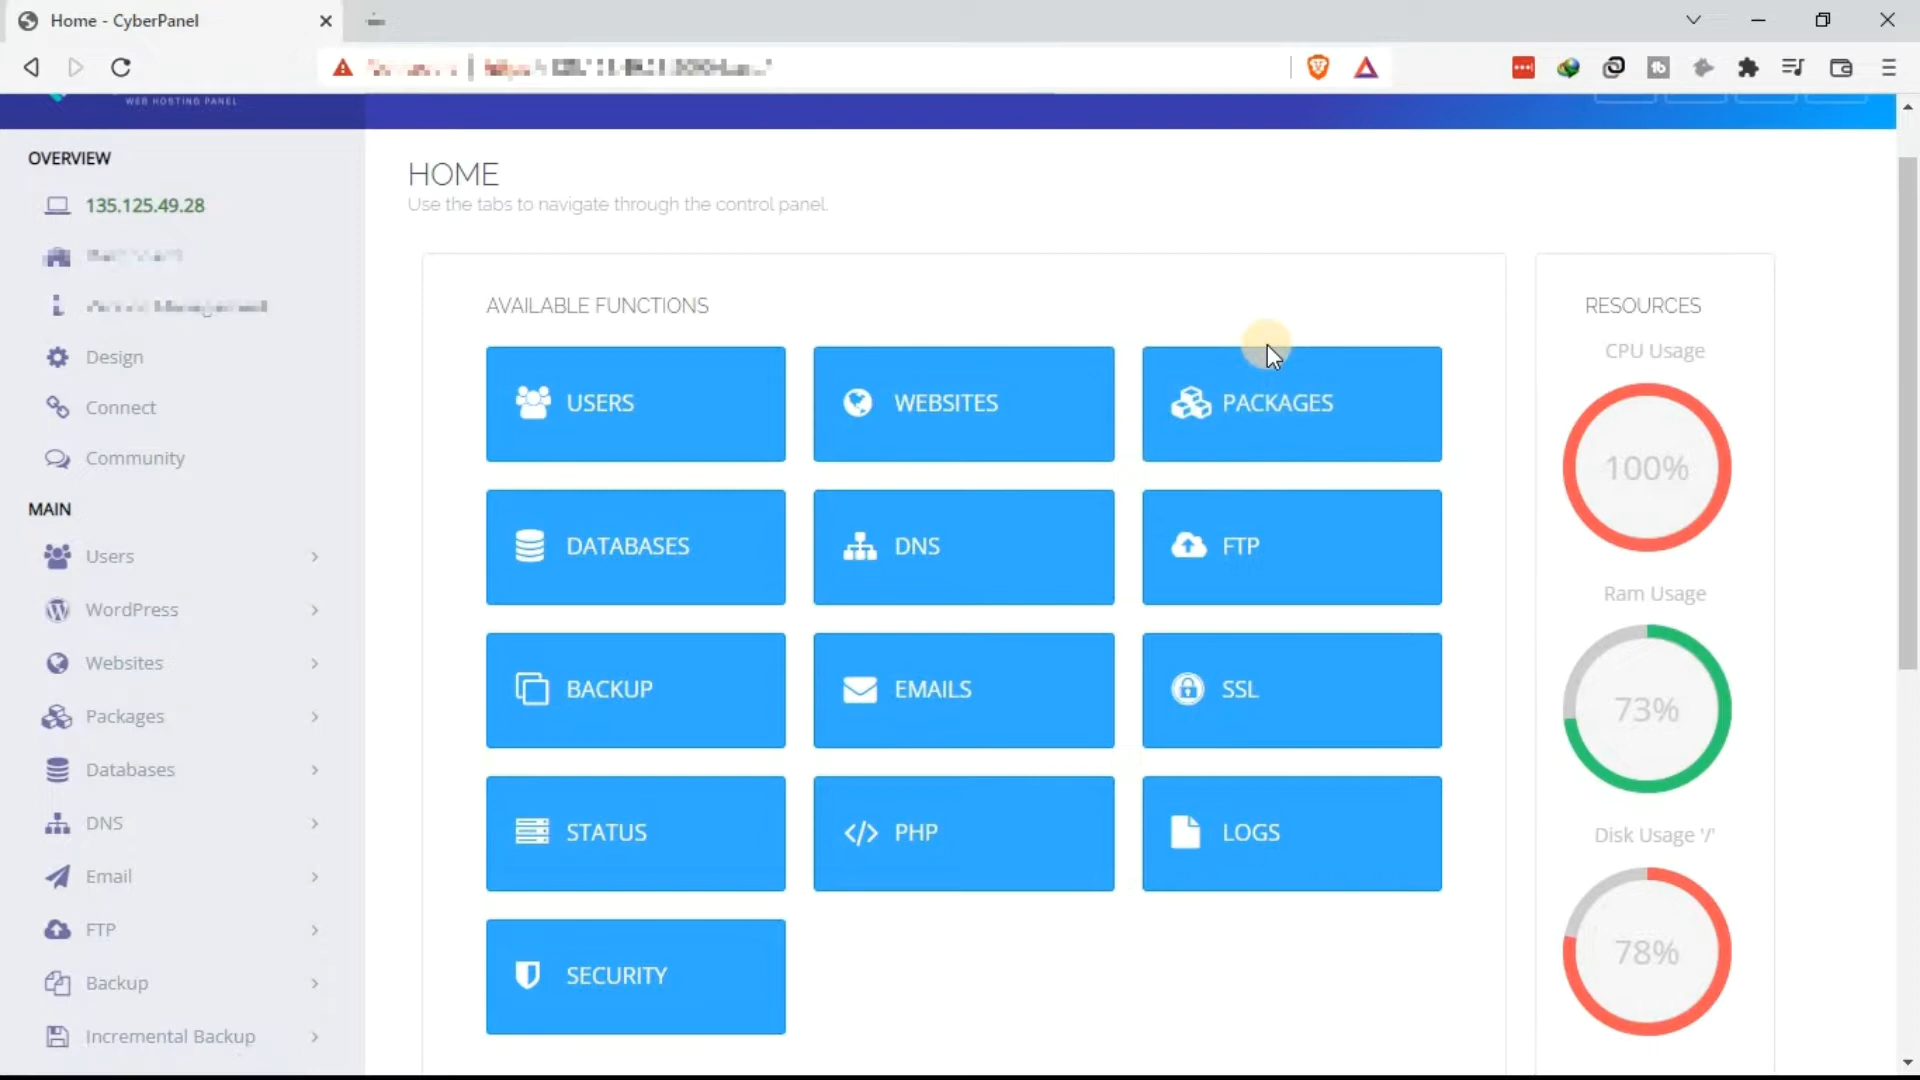 Home - CyberPanel
WEB HOSTING PANEL
OVERVIEW
135.125.49.28
Design
Connect
Community
MAIN
Users
WordPress
Websites
Packages
Databases
DNS
Email
FTP
Backup
Incremental Backup
HOME
Use the tabs to navigate through the control panel.
AVAILABLE FUNCTIONS
USERS
WEBSITES
PACKAGES
DATABASES
DNS
FTP
BACKUP
EMAILS
SSL
STATUS
PHP
LOGS
SECURITY
RESOURCES
CPU Usage
100%
Ram Usage
73%
Disk Usage '/'
78%